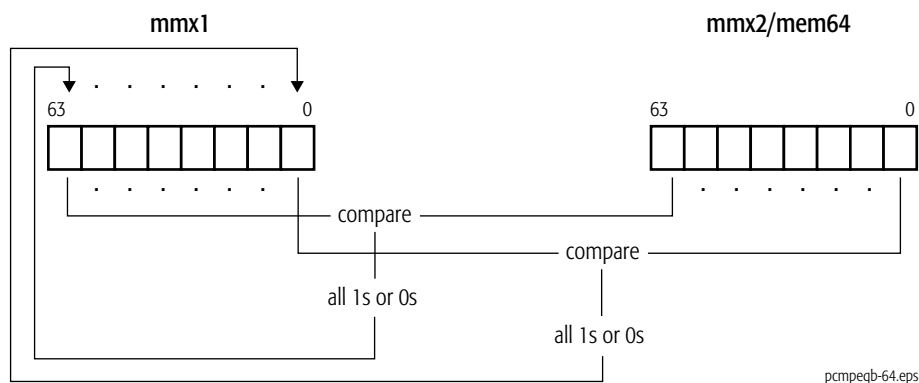 mmx1 mmx2/mem64
. . . . . .
63 0 63 0
. . . . . . . . . . . .
compare
compare
all 1s or 0s
all 1s or 0s
pcmpeqb-64.eps